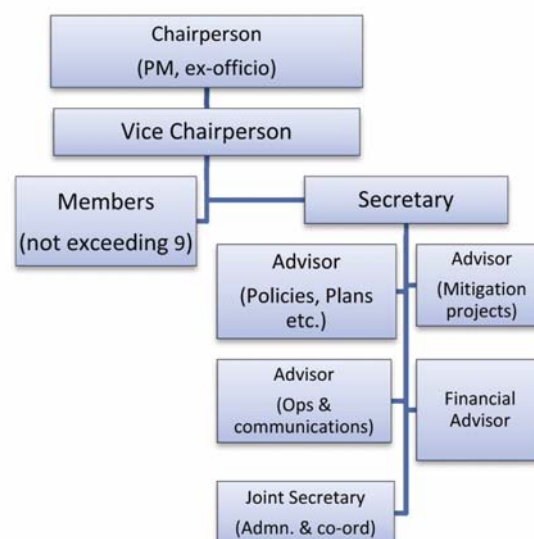 Chairperson
(PM, ex-officio)
Vice Chairperson
Members
(not exceeding 9)
Secretary
Advisor
(Policies, Plans
etc.)
Advisor
(Mitigation
projects)
Advisor
(Ops &
communications)
Financial
Advisor
Joint Secretary
(Admn. & co-ord)